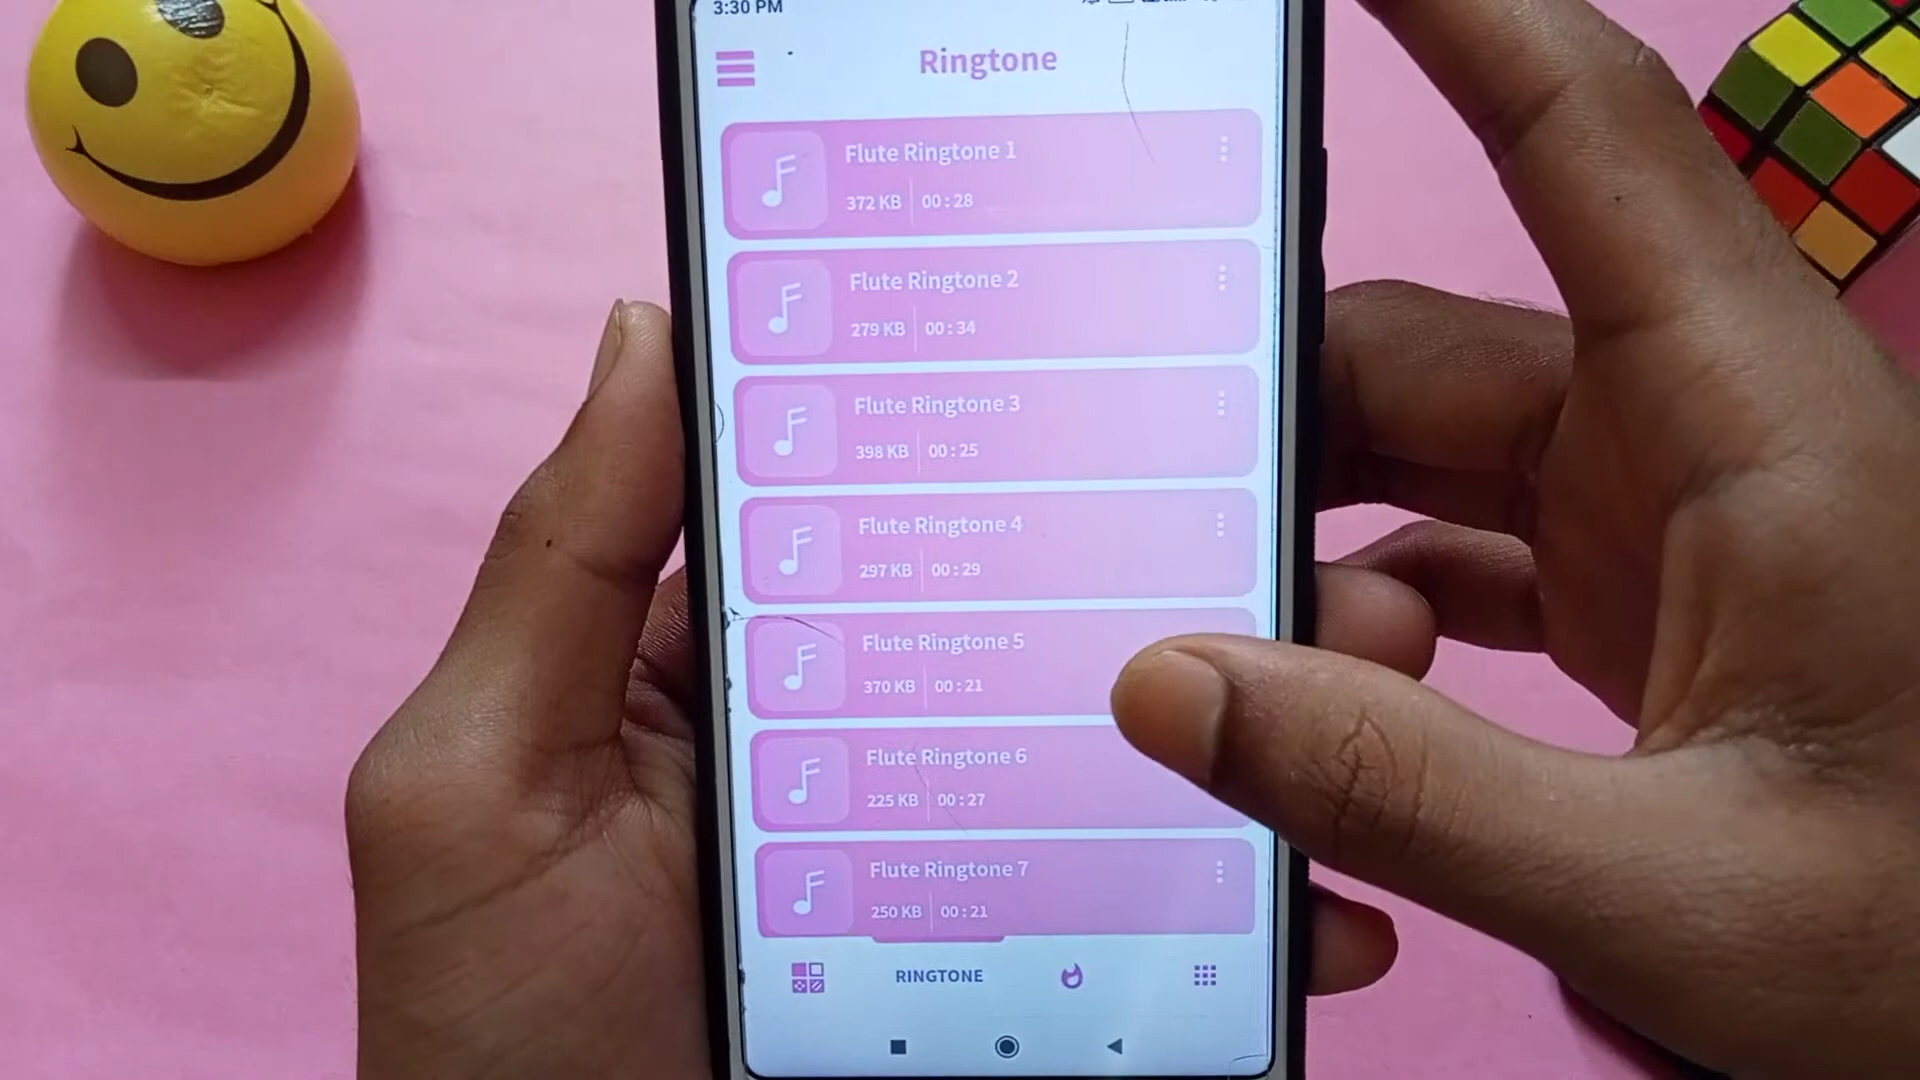 3:30 PM
Ringtone
Flute Ringtone 1
372 KB 00:28
Flute Ringtone 2
279 KB 00:34
Flute Ringtone 3
398 KB 00:25
Flute Ringtone 4
297 KB 00:29
Flute Ringtone 5
370 KB 00:21
Flute Ringtone 6
225 KB 00:27
Flute Ringtone 7
250 KB 00:21
RINGTONE